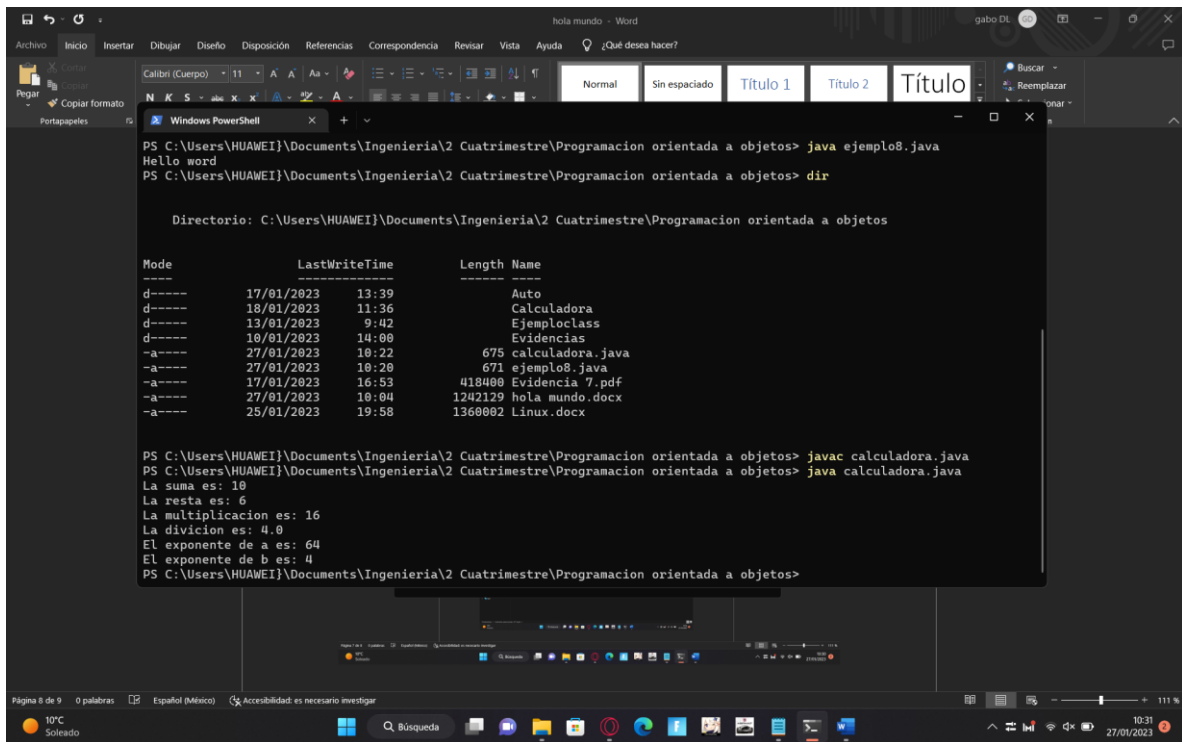 hola mundo - Word
gabo DL GD
Archivo Inicio Insertar Dibujar Diseño Disposición Referencias Correspondencia Revisar Vista Ayuda ¿Qué desea hacer?
Pegar
Cortar
Copiar
Copiar formato
Portapapeles
Calibri (Cuerpo) 11
N K S abc
Normal
Sin espaciado
Título 1
Título 2
Título
Buscar
Reemplazar
Windows PowerShell
PS C:\Users\HUAWEI}\Documents\Ingenieria\2 Cuatrimestre\Programacion orientada a objetos> java ejemplo8.java
Hello word
PS C:\Users\HUAWEI}\Documents\Ingenieria\2 Cuatrimestre\Programacion orientada a objetos> dir
Directorio: C:\Users\HUAWEI}\Documents\Ingenieria\2 Cuatrimestre\Programacion orientada a objetos
Mode LastWriteTime Length Name
---- ------------- ------ ----
d----- 17/01/2023 13:39 Auto
d----- 18/01/2023 11:36 Calculadora
d----- 13/01/2023 9:42 Ejemploclass
d----- 10/01/2023 14:00 Evidencias
-a---- 27/01/2023 10:22 675 calculadora.java
-a---- 27/01/2023 10:20 671 ejemplo8.java
-a---- 17/01/2023 16:53 418400 Evidencia 7.pdf
-a---- 27/01/2023 10:04 1242129 hola mundo.docx
-a---- 25/01/2023 19:58 1360002 Linux.docx
PS C:\Users\HUAWEI}\Documents\Ingenieria\2 Cuatrimestre\Programacion orientada a objetos> javac calculadora.java
PS C:\Users\HUAWEI}\Documents\Ingenieria\2 Cuatrimestre\Programacion orientada a objetos> java calculadora.java
La suma es: 10
La resta es: 6
La multiplicacion es: 16
La divicion es: 4.0
El exponente de a es: 64
El exponente de b es: 4
PS C:\Users\HUAWEI}\Documents\Ingenieria\2 Cuatrimestre\Programacion orientada a objetos>
Página 8 de 9 0 palabras Español (México) Accesibilidad: es necesario investigar 111 %
10°C
Soleado
Búsqueda
10:31
27/01/2023
2